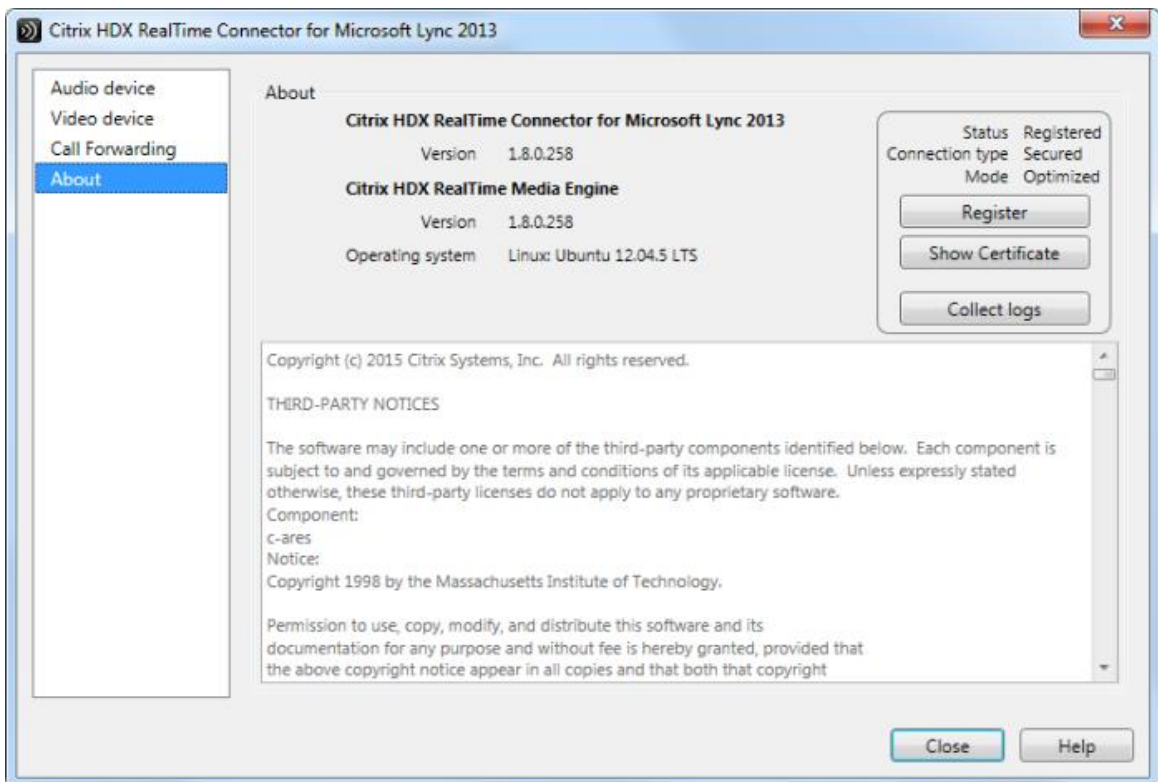 Citrix HDX RealTime Connector for Microsoft Lync 2013
Audio device
Video device
Call Forwarding
About
About
Citrix HDX RealTime Connector for Microsoft Lync 2013
Version 1.8.0.258
Citrix HDX RealTime Media Engine
Version 1.8.0.258
Operating system Linux: Ubuntu 12.04.5 LTS
Status Registered
Connection type Secured
Mode Optimized
Register
Show Certificate
Collect logs
Copyright (c) 2015 Citrix Systems, Inc. All rights reserved.
THIRD-PARTY NOTICES
The software may include one or more of the third-party components identified below. Each component is
subject to and governed by the terms and conditions of its applicable license. Unless expressly stated
otherwise, these third-party licenses do not apply to any proprietary software.
Component:
c-ares
Notice:
Copyright 1998 by the Massachusetts Institute of Technology.
Permission to use, copy, modify, and distribute this software and its
documentation for any purpose and without fee is hereby granted, provided that
the above copyright notice appear in all copies and that both that copyright
Close
Help